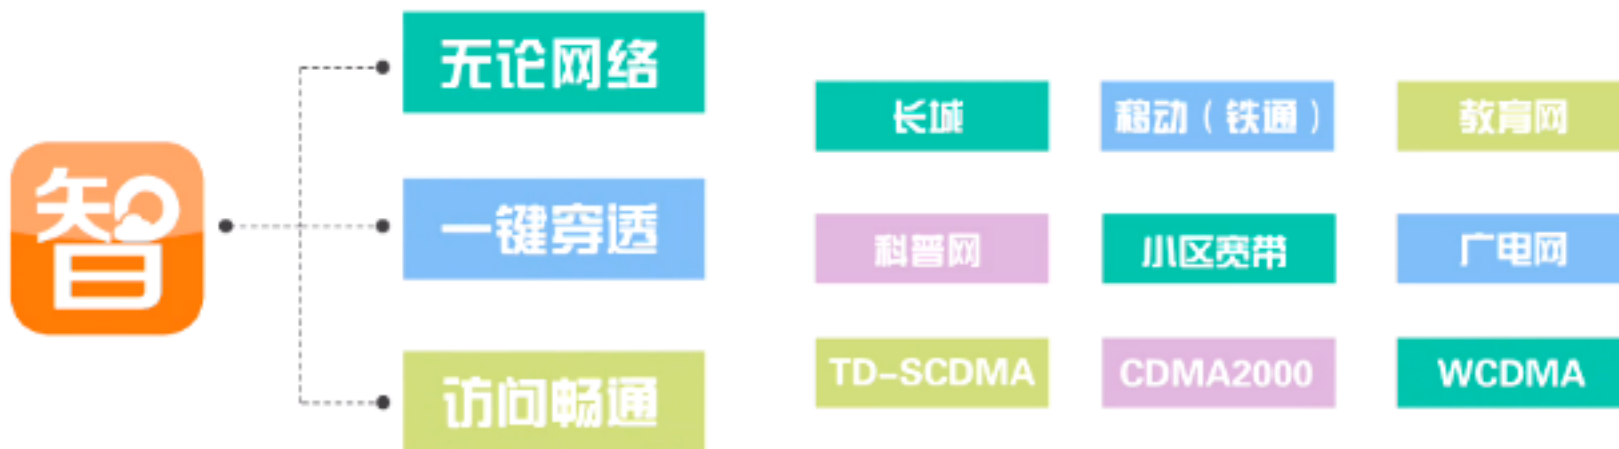 智
无论网络
一键穿透
访问畅通
长城
移动（铁通）
教育网
科普网
小区宽带
广电网
TD-SCDMA
CDMA2000
WCDMA